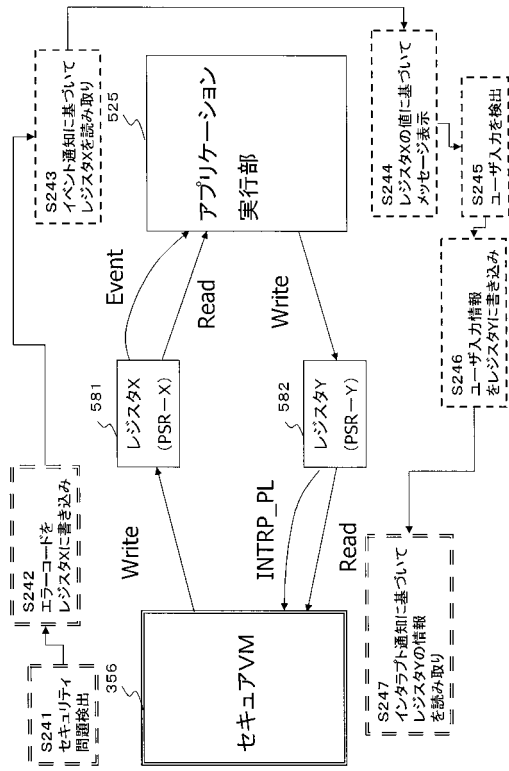 S241
セキュリティ
問題検出
S242
エラーコードを
レジスタXに書き込み
S243
イベント通知に基づいて
レジスタXを読み取り
356
セキュアVM
Write
581
レジスタX
(PSR-X)
Event
Read
525
アプリケーション
実行部
INTRP_PL
Read
582
レジスタY
(PSR-Y)
Write
S244
レジスタXの値に基づいて
メッセージ表示
S245
ユーザ入力を検出
S246
ユーザ入力情報
をレジスタYに書き込み
S247
インタラプト通知に基づいて
レジスタYの情報
を読み取り